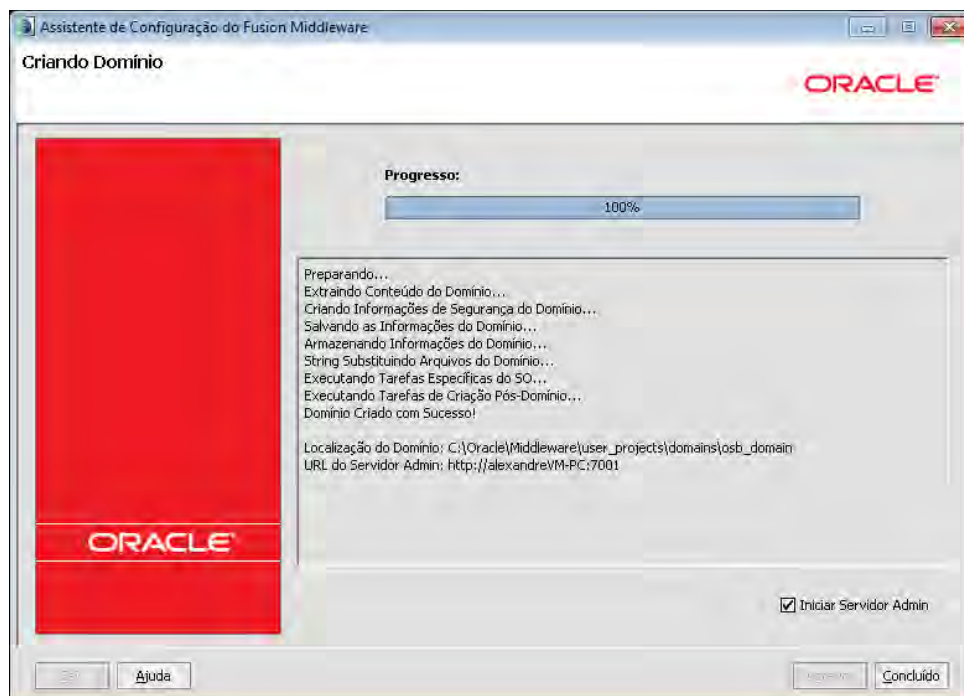 Assistente de Configuração do Fusion Middleware
Criando Domínio
ORACLE
Progresso:
100%
Preparando...
Extraindo Conteúdo do Domínio...
Criando Informações de Segurança do Domínio...
Salvando as Informações do Domínio...
Armazenando Informações do Domínio...
String Substituindo Arquivos do Domínio...
Executando Tarefas Específicas do SO...
Executando Tarefas de Criação Pós-Domínio...
Domínio Criado com Sucesso!
Localização do Domínio: C:\Oracle\Middleware\user_projects\domains\osb_domain
URL do Servidor Admin: http://alexandreVM-PC:7001
ORACLE
Iniciar Servidor Admin
Ajuda
Concluído